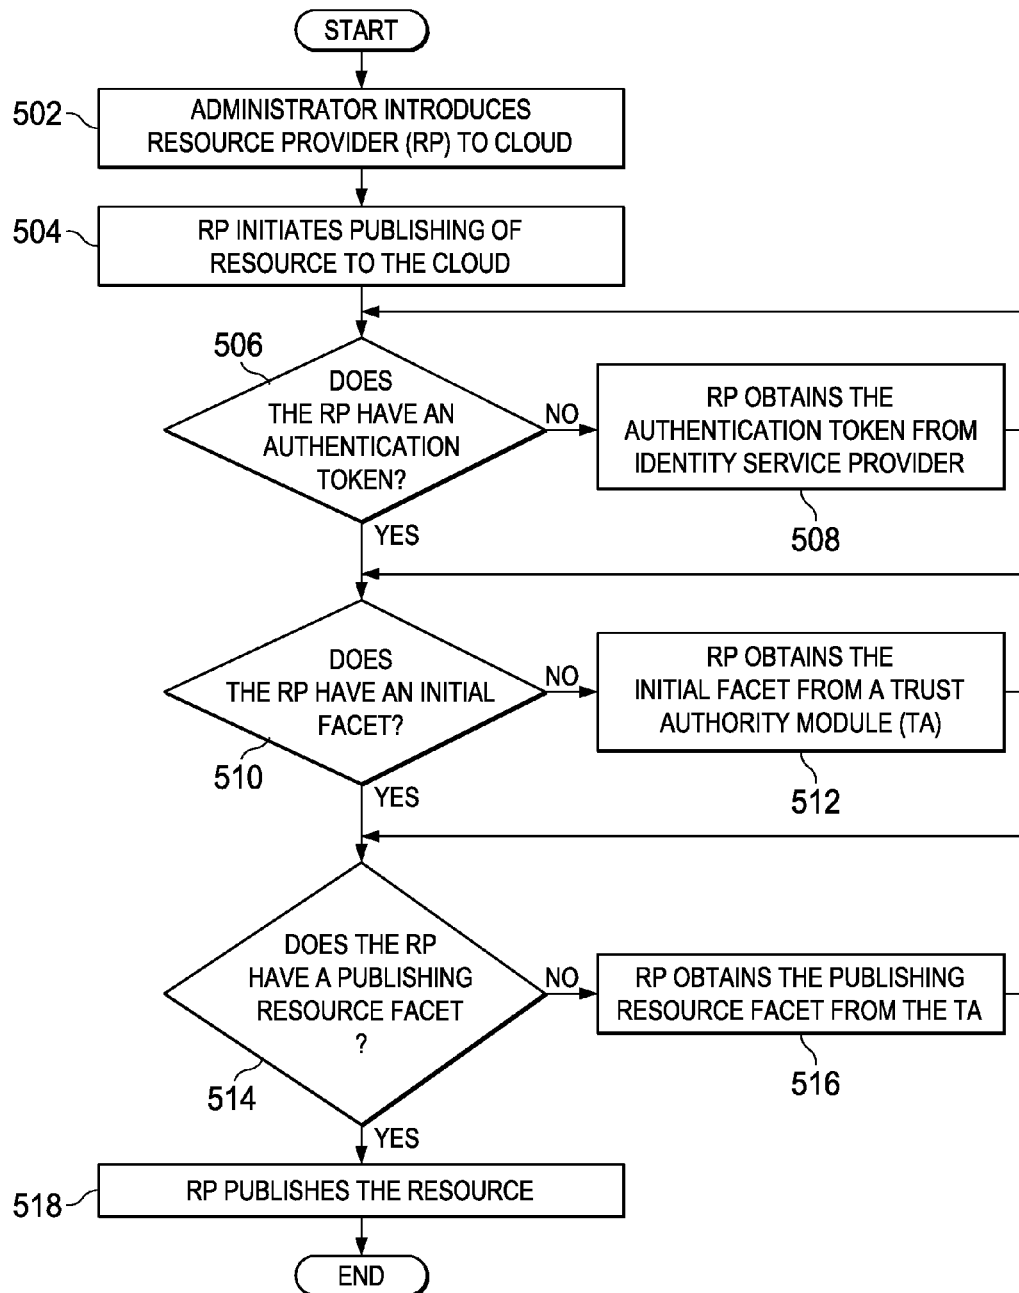 START
502
ADMINISTRATOR INTRODUCES
RESOURCE PROVIDER (RP) TO CLOUD
504
RP INITIATES PUBLISHING OF
RESOURCE TO THE CLOUD
506
DOES
THE RP HAVE AN
AUTHENTICATION
TOKEN?
NO
RP OBTAINS THE
AUTHENTICATION TOKEN FROM
IDENTITY SERVICE PROVIDER
508
YES
DOES
THE RP HAVE AN INITIAL
FACET?
510
NO
RP OBTAINS THE
INITIAL FACET FROM A TRUST
AUTHORITY MODULE (TA)
512
YES
DOES THE RP
HAVE A PUBLISHING
RESOURCE FACET
?
514
NO
RP OBTAINS THE PUBLISHING
RESOURCE FACET FROM THE TA
516
YES
518
RP PUBLISHES THE RESOURCE
END